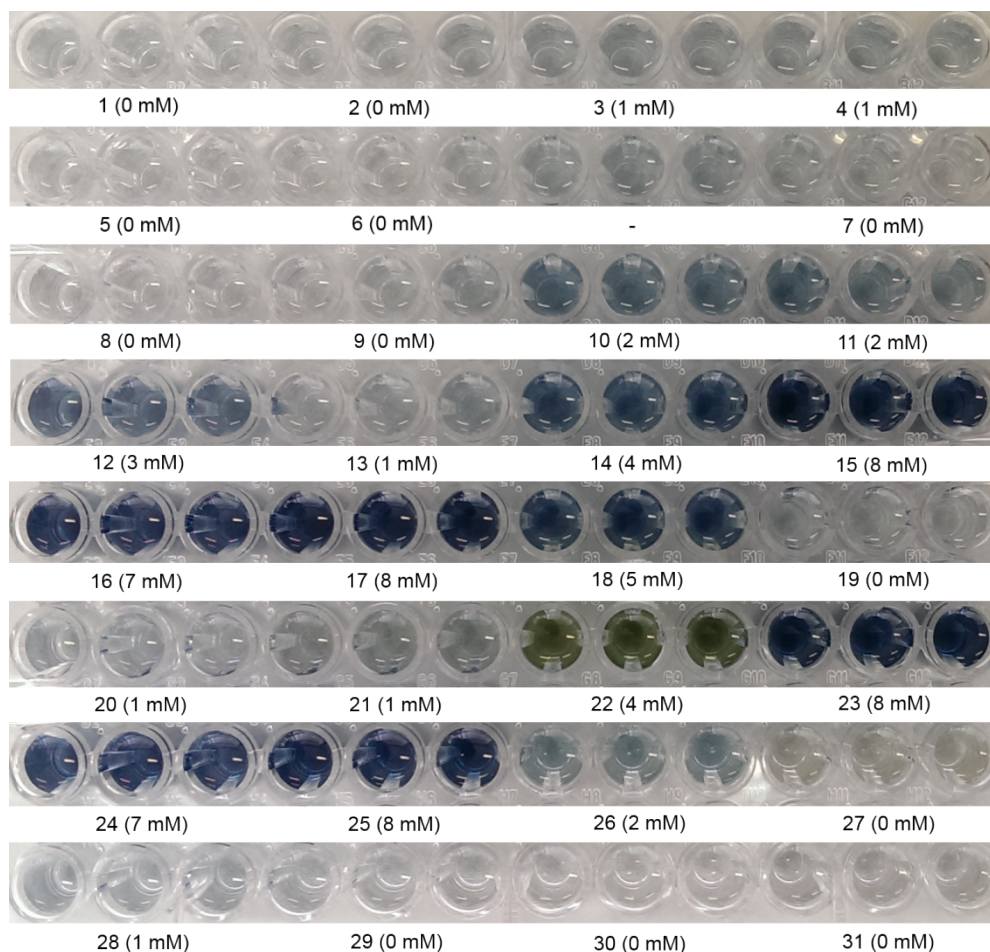 1 (0 mM) 2 (0 mM) 3 (1 mM) 4 (1 mM)
5 (0 mM) 6 (0 mM) - 7 (0 mM)
8 (0 mM) 9 (0 mM) 10 (2 mM) 11 (2 mM)
12 (3 mM) 13 (1 mM) 14 (4 mM) 15 (8 mM)
16 (7 mM) 17 (8 mM) 18 (5 mM) 19 (0 mM)
20 (1 mM) 21 (1 mM) 22 (4 mM) 23 (8 mM)
24 (7 mM) 25 (8 mM) 26 (2 mM) 27 (0 mM)
28 (1 mM) 29 (0 mM) 30 (0 mM) 31 (0 mM)